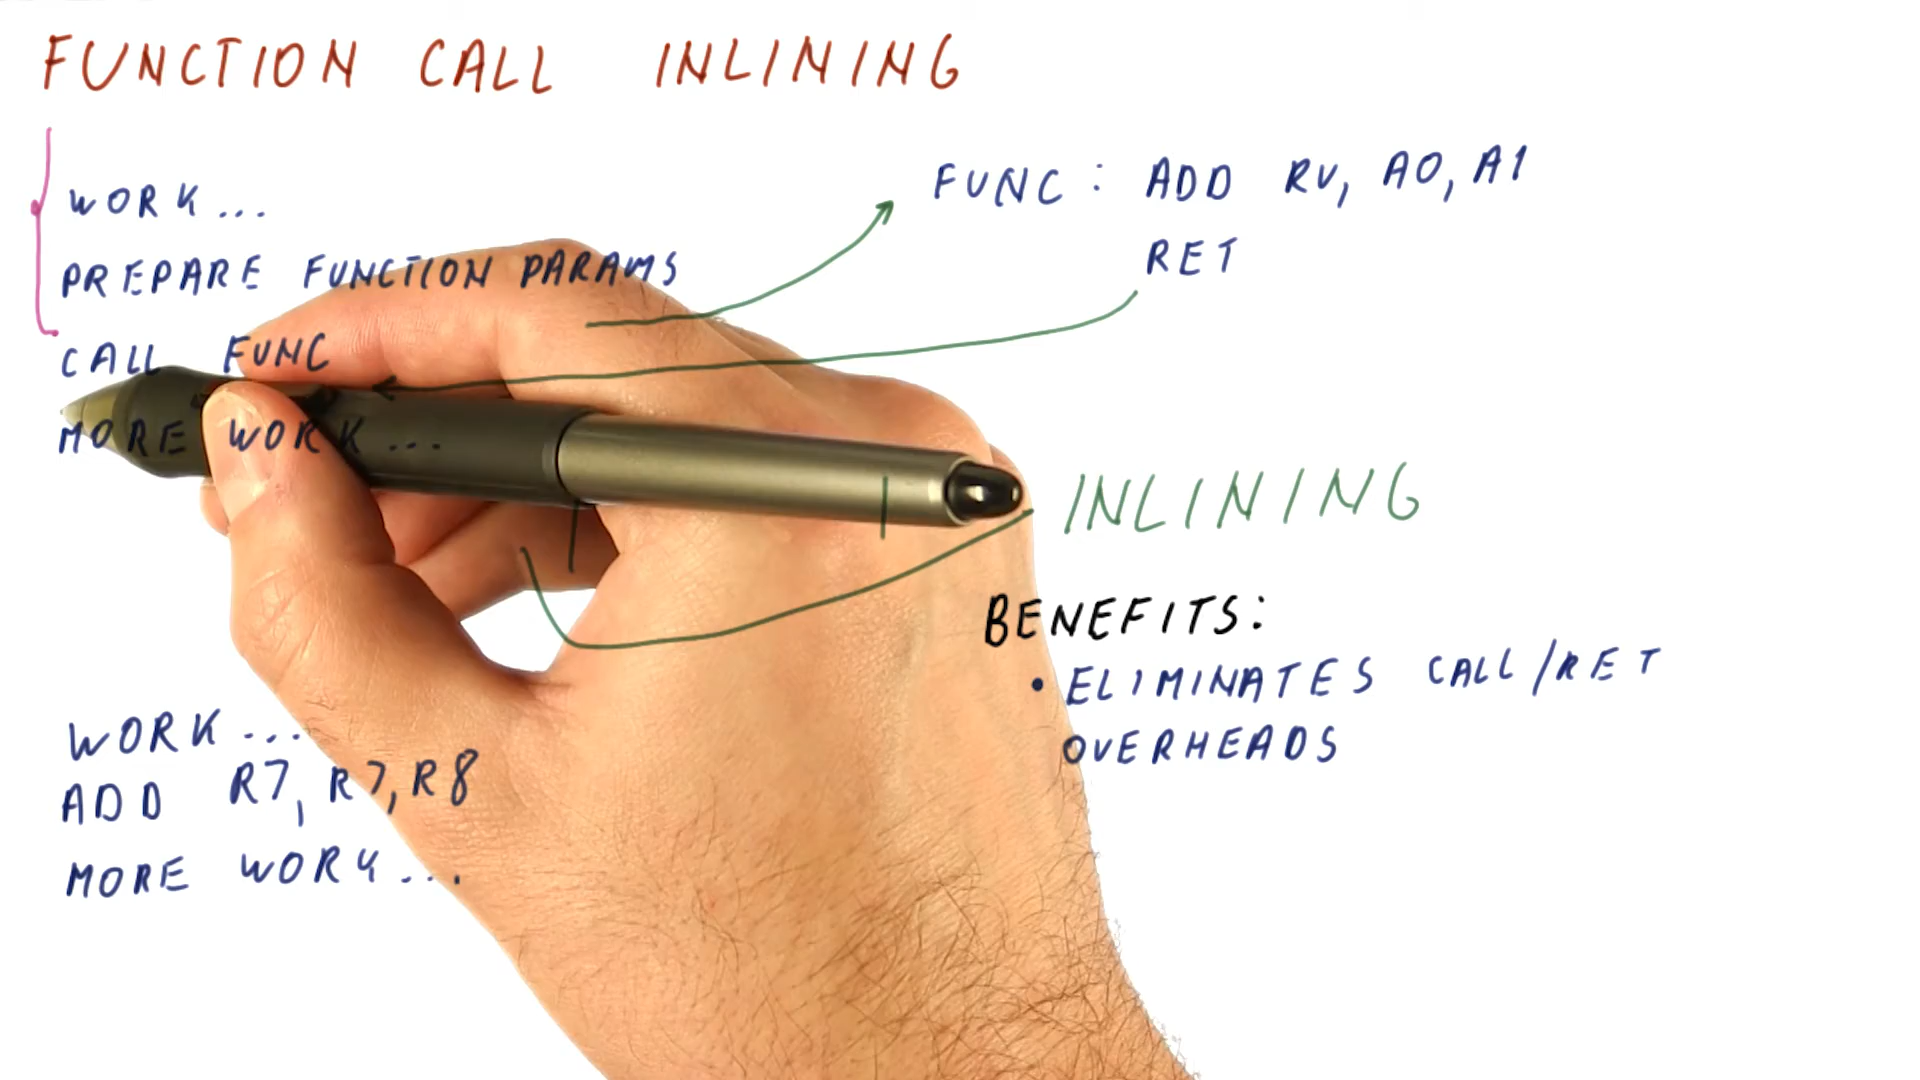 FUNCTION CALL INLINING
WORK...
PREPARE FUNCTION PARAMS
CALL FUNC
MORE WORK...
FUNC: ADD RV, A0, A1
RET
INLINING
BENEFITS:
• ELIMINATES CALL/RET
OVERHEADS
WORK...
ADD R7, R7, R8
MORE WORK...